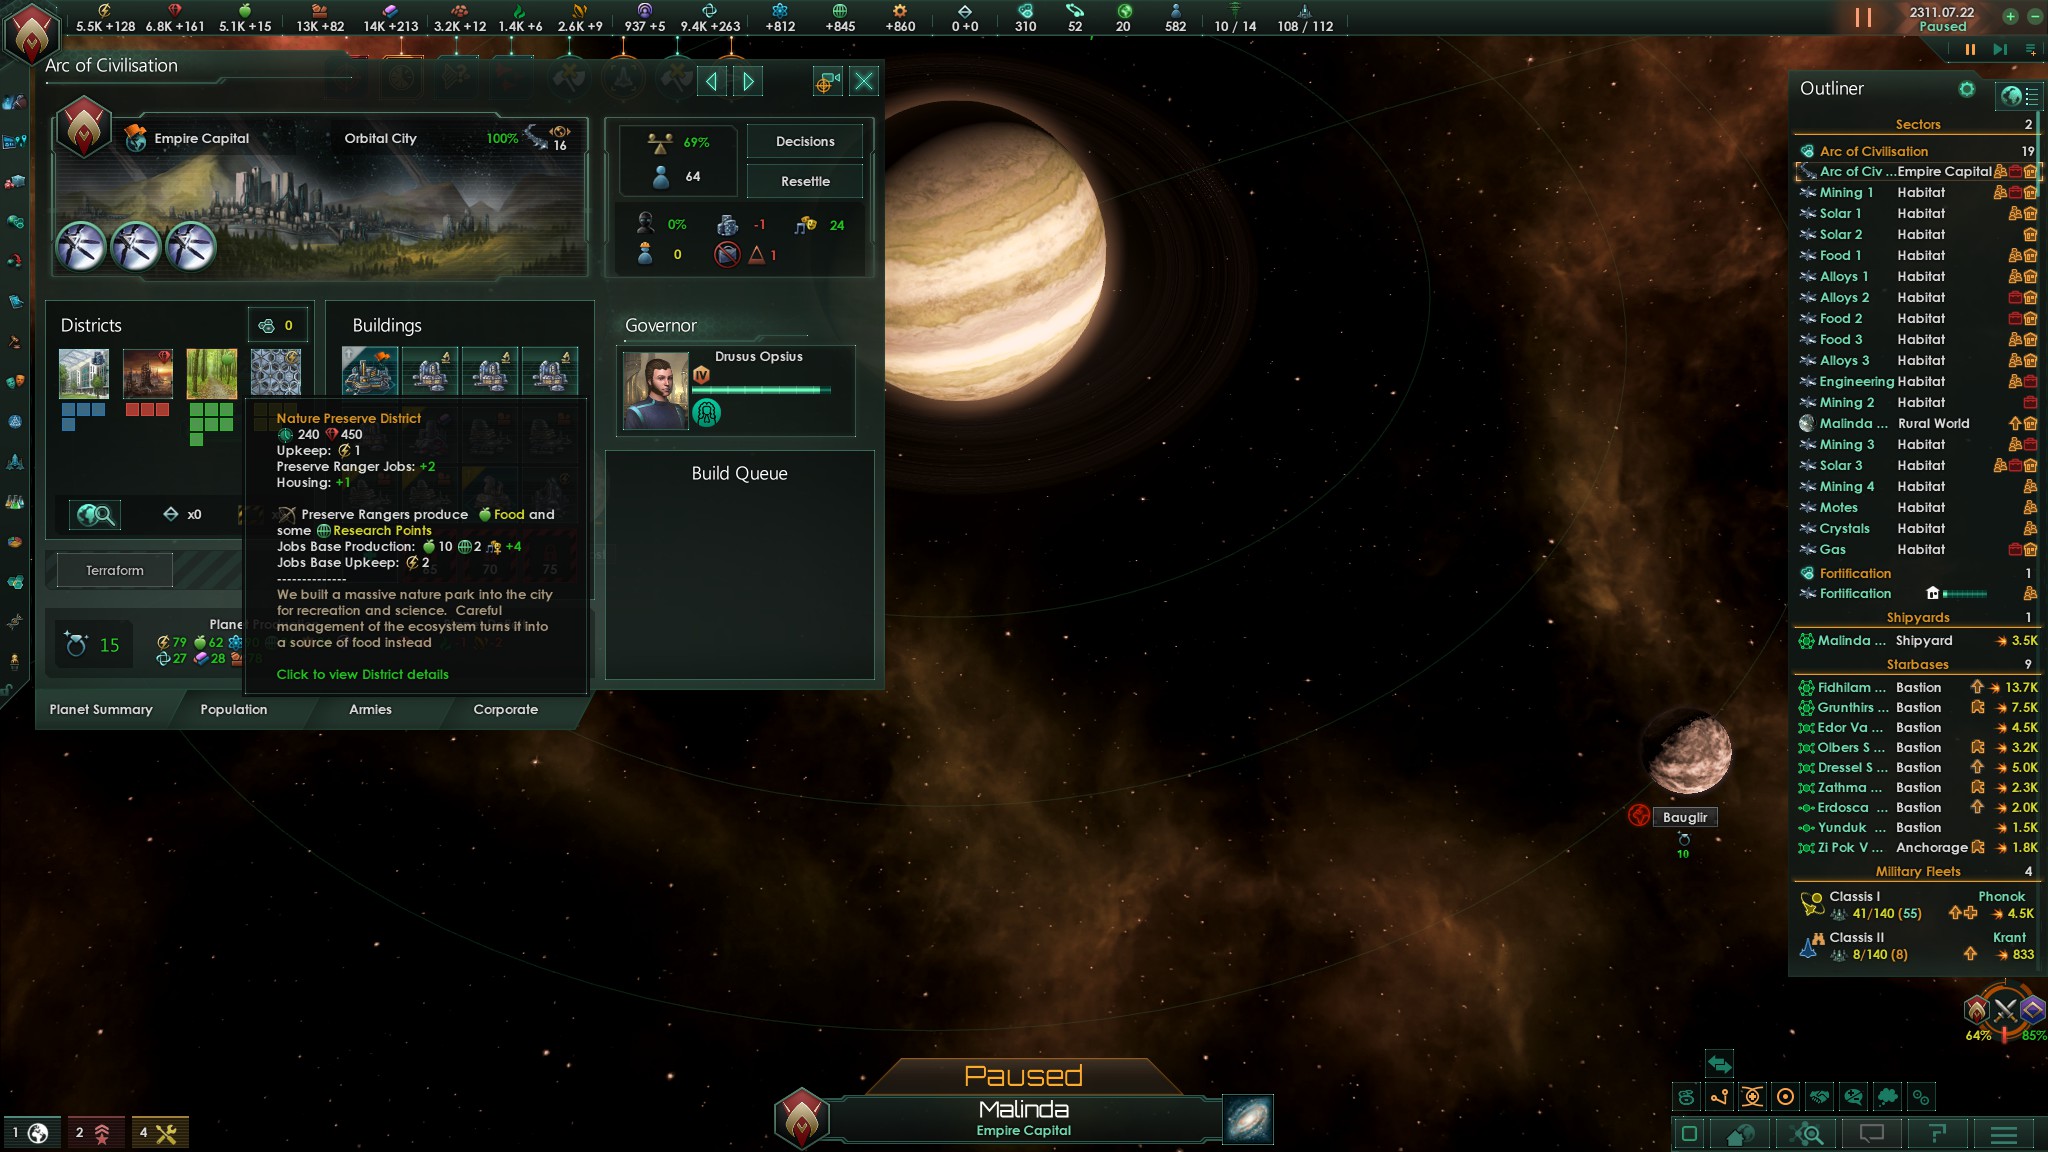 5.5K +128 6.8K +161 5.1K +15 13K +82 14K +213 3.2K +12 1.4K +6 2.6K +9 937 +5 9.4K +263 +812 +845 +860 0 +0 310 52 20 582 10 / 14 108 / 112
2311.07.22
Paused
Arc of Civilisation
Empire Capital
Orbital City
100%
16
69%
64
Decisions
Resettle
0%
-1
24
0
1
Districts
0
Buildings
Governor
Drusus Opsius
IV
Build Queue
x0
Terraform
70
75
15
79 62
27 28
Nature Preserve District
240 450
Upkeep: 1
Preserve Ranger Jobs: +2
Housing: +1
Preserve Rangers produce Food and
some Research Points
Jobs Base Production: 10 2 +4
Jobs Base Upkeep: 2
--------------
We built a massive nature park into the city
for recreation and science. Careful
management of the ecosystem turns it into
a source of food instead
Click to view District details
Planet Summary
Population
Armies
Corporate
Outliner
Sectors 2
Arc of Civilisation 19
Arc of Civ ... Empire Capital
Mining 1 Habitat
Solar 1 Habitat
Solar 2 Habitat
Food 1 Habitat
Alloys 1 Habitat
Alloys 2 Habitat
Food 2 Habitat
Food 3 Habitat
Alloys 3 Habitat
Engineering Habitat
Mining 2 Habitat
Malinda ... Rural World
Mining 3 Habitat
Solar 3 Habitat
Mining 4 Habitat
Motes Habitat
Crystals Habitat
Gas Habitat
Fortification 1
Fortification
Shipyards 1
Malinda ... Shipyard 3.5K
Starbases 9
Fidhilam ... Bastion 13.7K
Grunthirs ... Bastion 7.5K
Edor Va ... Bastion 4.5K
Olbers S ... Bastion 3.2K
Dressel S ... Bastion 5.0K
Zathma ... Bastion 2.3K
Erdosca ... Bastion 2.0K
Yunduk ... Bastion 1.5K
Zi Pok V ... Anchorage 1.8K
Military Fleets 4
Classis I Phonok
41/140 (55) 4.5K
Classis II Krant
8/140 (8) 833
Bauglir
10
64%
85%
Paused
Malinda
Empire Capital
1
2
4